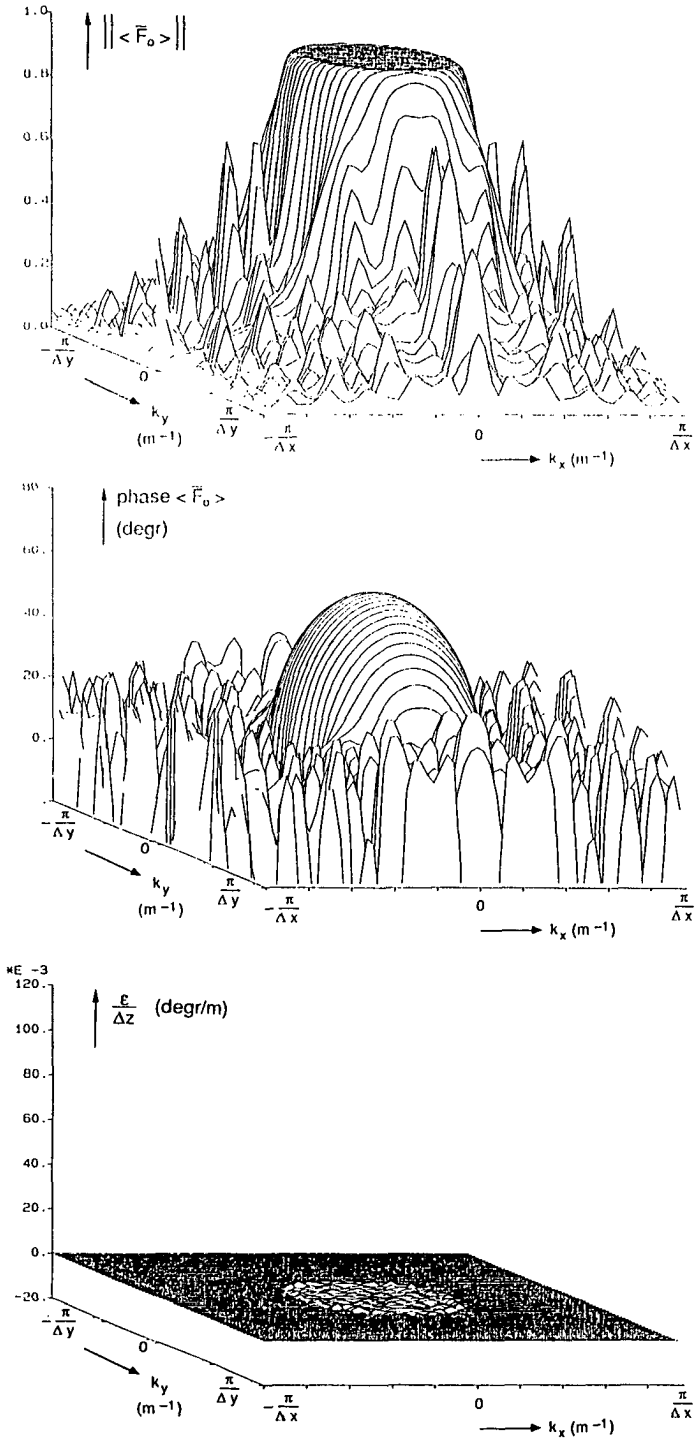 1.0
|| < F̃₀ > ||
0.8
0.6
0.4
0.2
0.0
-π/Δy
0
π/Δy
k_y
(m⁻¹)
-π/Δx
0
π/Δx
k_x (m⁻¹)
80.
phase < F̃₀ >
(degr)
60.
40.
20.
0.
-π/Δy
0
π/Δy
k_y
(m⁻¹)
-π/Δx
0
π/Δx
k_x (m⁻¹)
*E -3
120.
ε/Δz (degr/m)
100.
80.
60.
40.
20.
0.
-20.
-π/Δy
0
π/Δy
k_y
(m⁻¹)
-π/Δx
0
π/Δx
k_x (m⁻¹)